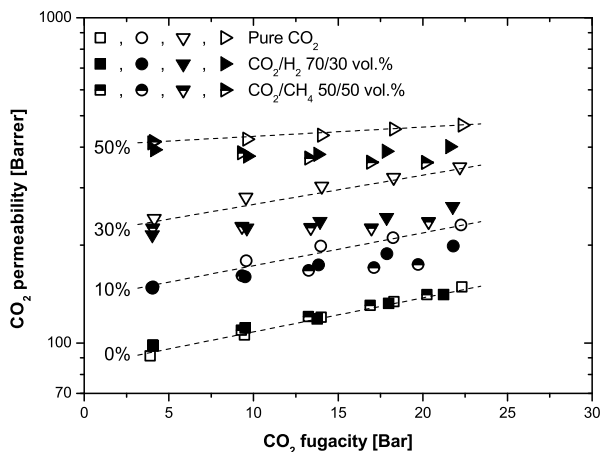 1000
Pure CO₂
CO₂/H₂ 70/30 vol.%
CO₂/CH₄ 50/50 vol.%
50%
30%
10%
0%
100
70
0 5 10 15 20 25 30
CO₂ fugacity [Bar]
CO₂ permeability [Barrer]